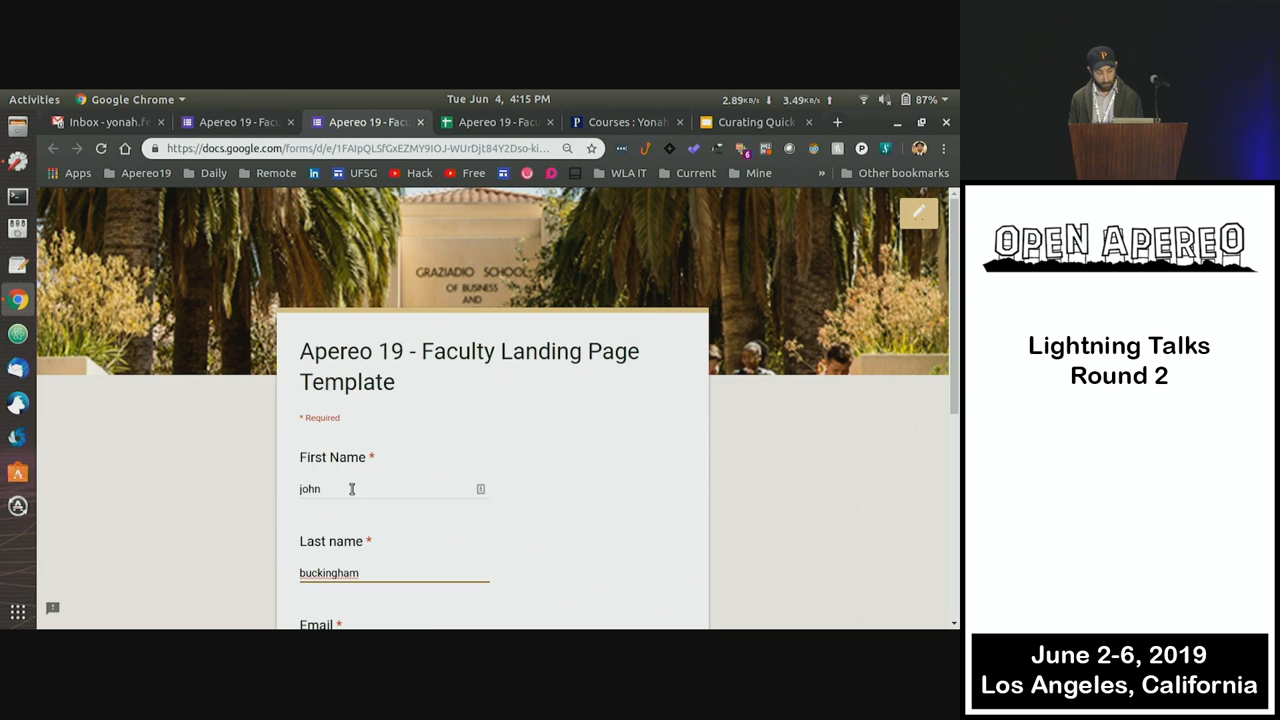 Activities
Google Chrome
Tue Jun 4, 4:15 PM
2.89KB/s
3.49KB/s
87%
Inbox - yonah.Fe
Apereo 19 - Facu
Apereo 19 - Facu
Apereo 19 - Facu
Courses : Yonah
Curating Quick
https://docs.google.com/forms/d/e/1FAIpQLSfGxEZMY9IOJ-WUrDjt84Y2Dso-ki...
6
Apps
Apereo19
Daily
Remote
UFSG
Hack
Free
WLA IT
Current
Mine
»
Other bookmarks
GRAZIADIO SCHOOL
OF BUSINESS
AND
Apereo 19 - Faculty Landing Page
Template
* Required
First Name *
john
Last name *
buckingham
Email *
P
OPEN APEREO
Lightning Talks
Round 2
June 2-6, 2019
Los Angeles, California